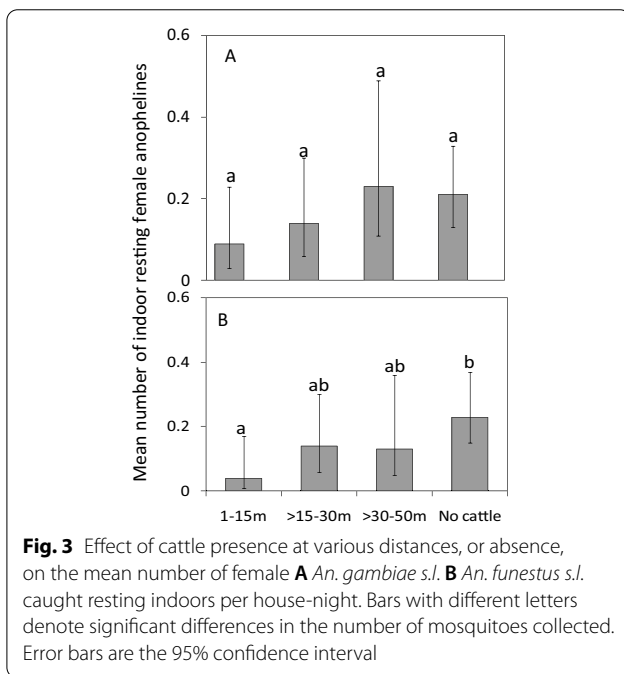 Mean number of indoor resting female anophelines
0.6
A
a
a
a
a
0.4
0.2
0
0.6
B
a
ab
ab
b
0.4
0.2
0
1-15m >15-30m >30-50m No cattle
Fig. 3 Effect of cattle presence at various distances, or absence,
on the mean number of female A An. gambiae s.l. B An. funestus s.l.
caught resting indoors per house-night. Bars with different letters
denote significant differences in the number of mosquitoes collected.
Error bars are the 95% confidence interval